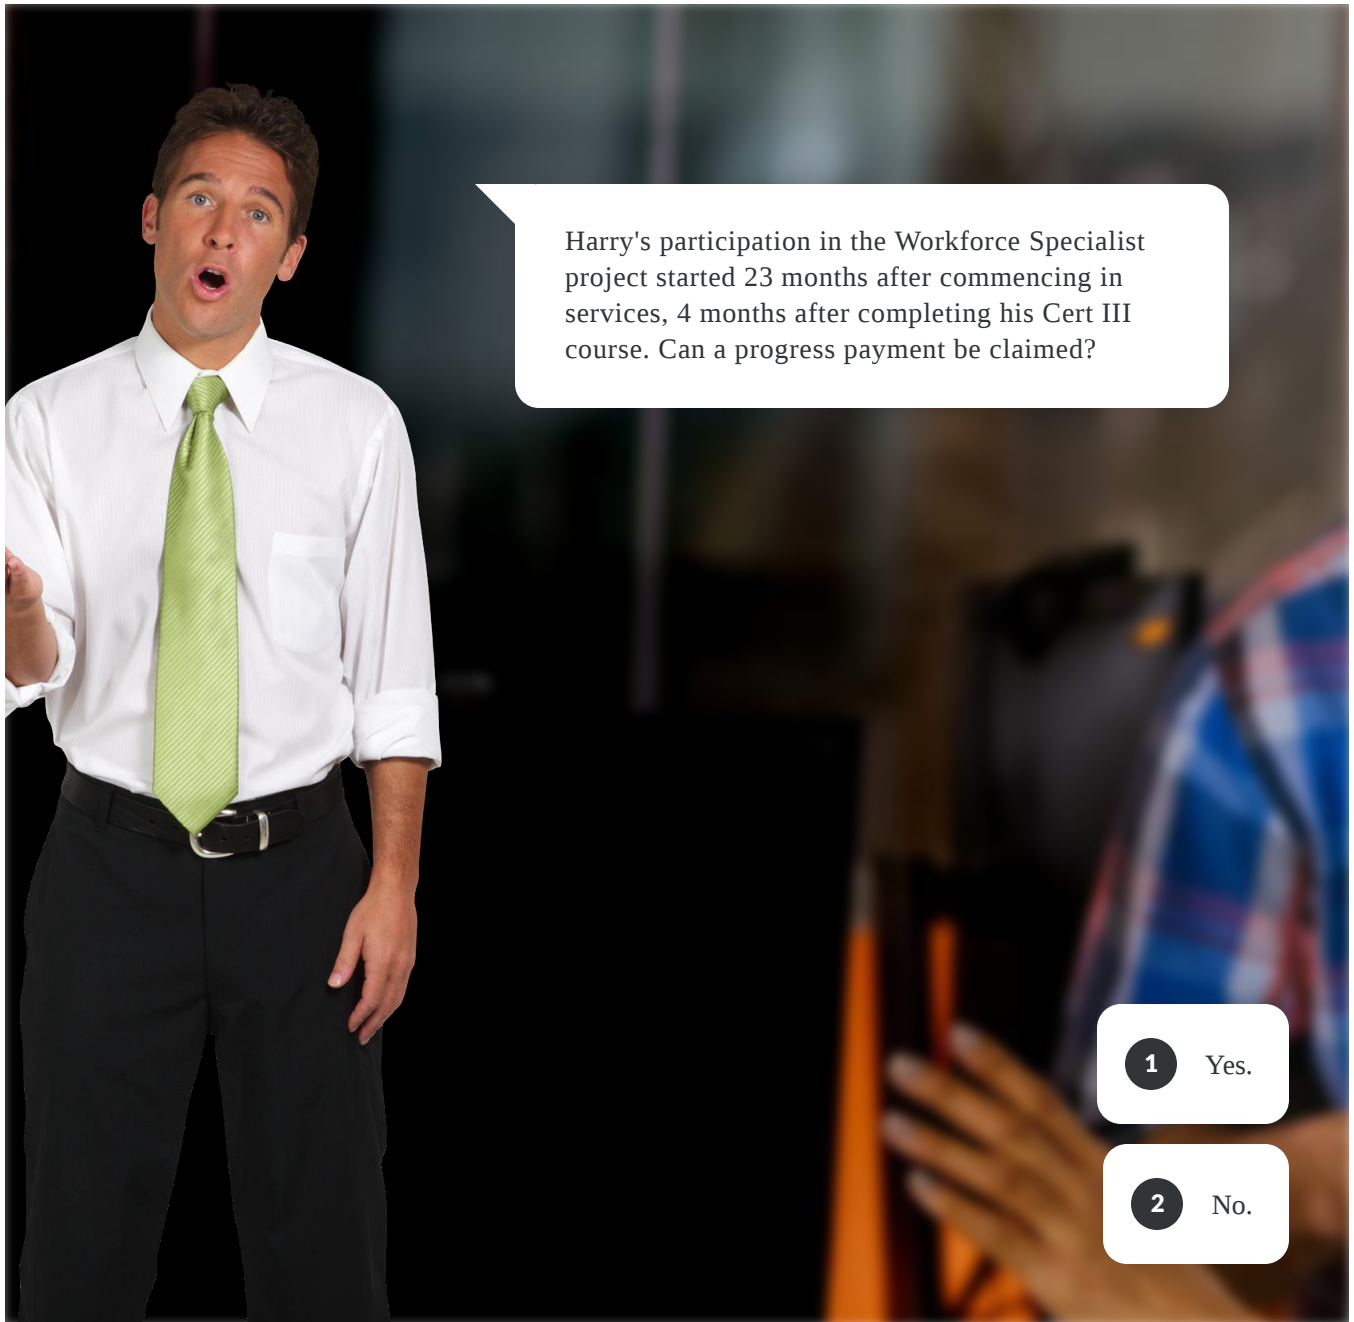 Harry's participation in the Workforce Specialist
project started 23 months after commencing in
services, 4 months after completing his Cert III
course. Can a progress payment be claimed?
1 Yes.
2 No.